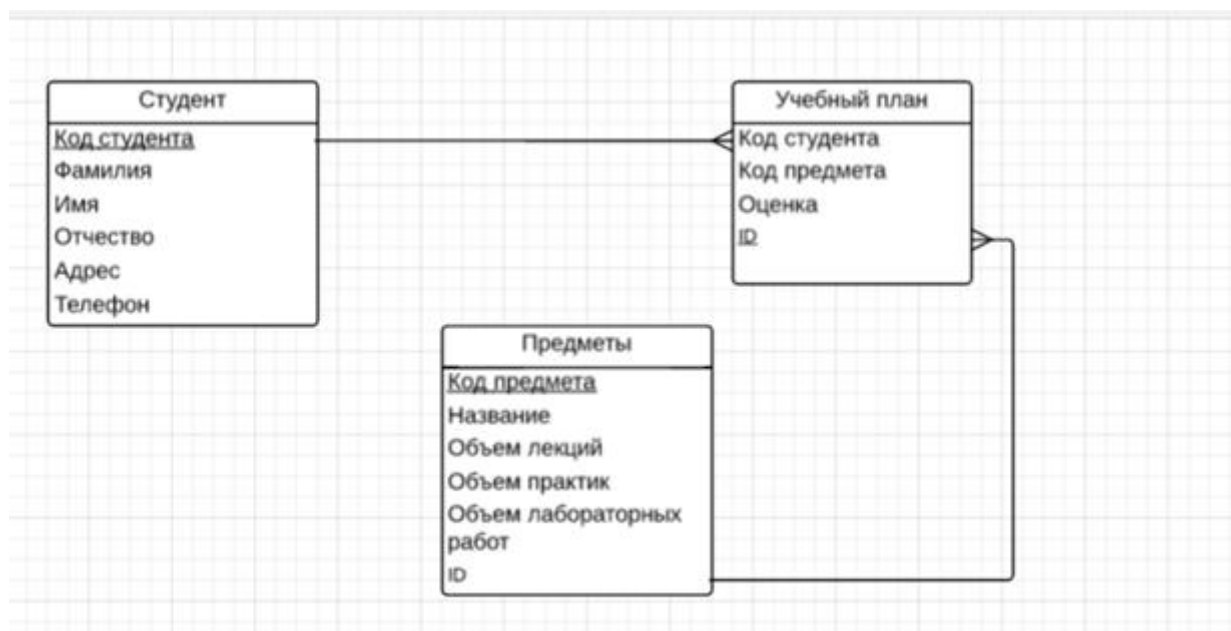 Студент
Код студента
Фамилия
Имя
Отчество
Адрес
Телефон
Учебный план
Код студента
Код предмета
Оценка
ID
Предметы
Код предмета
Название
Объем лекций
Объем практик
Объем лабораторных
работ
ID